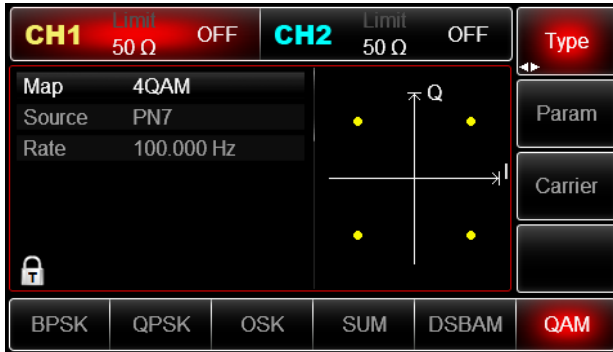 CH1 Limit 50 Ω OFF CH2 Limit 50 Ω OFF Type
Map 4QAM
Source PN7
Rate 100.000 Hz
Q
I
Param
Carrier
T
BPSK QPSK OSK SUM DSBAM QAM